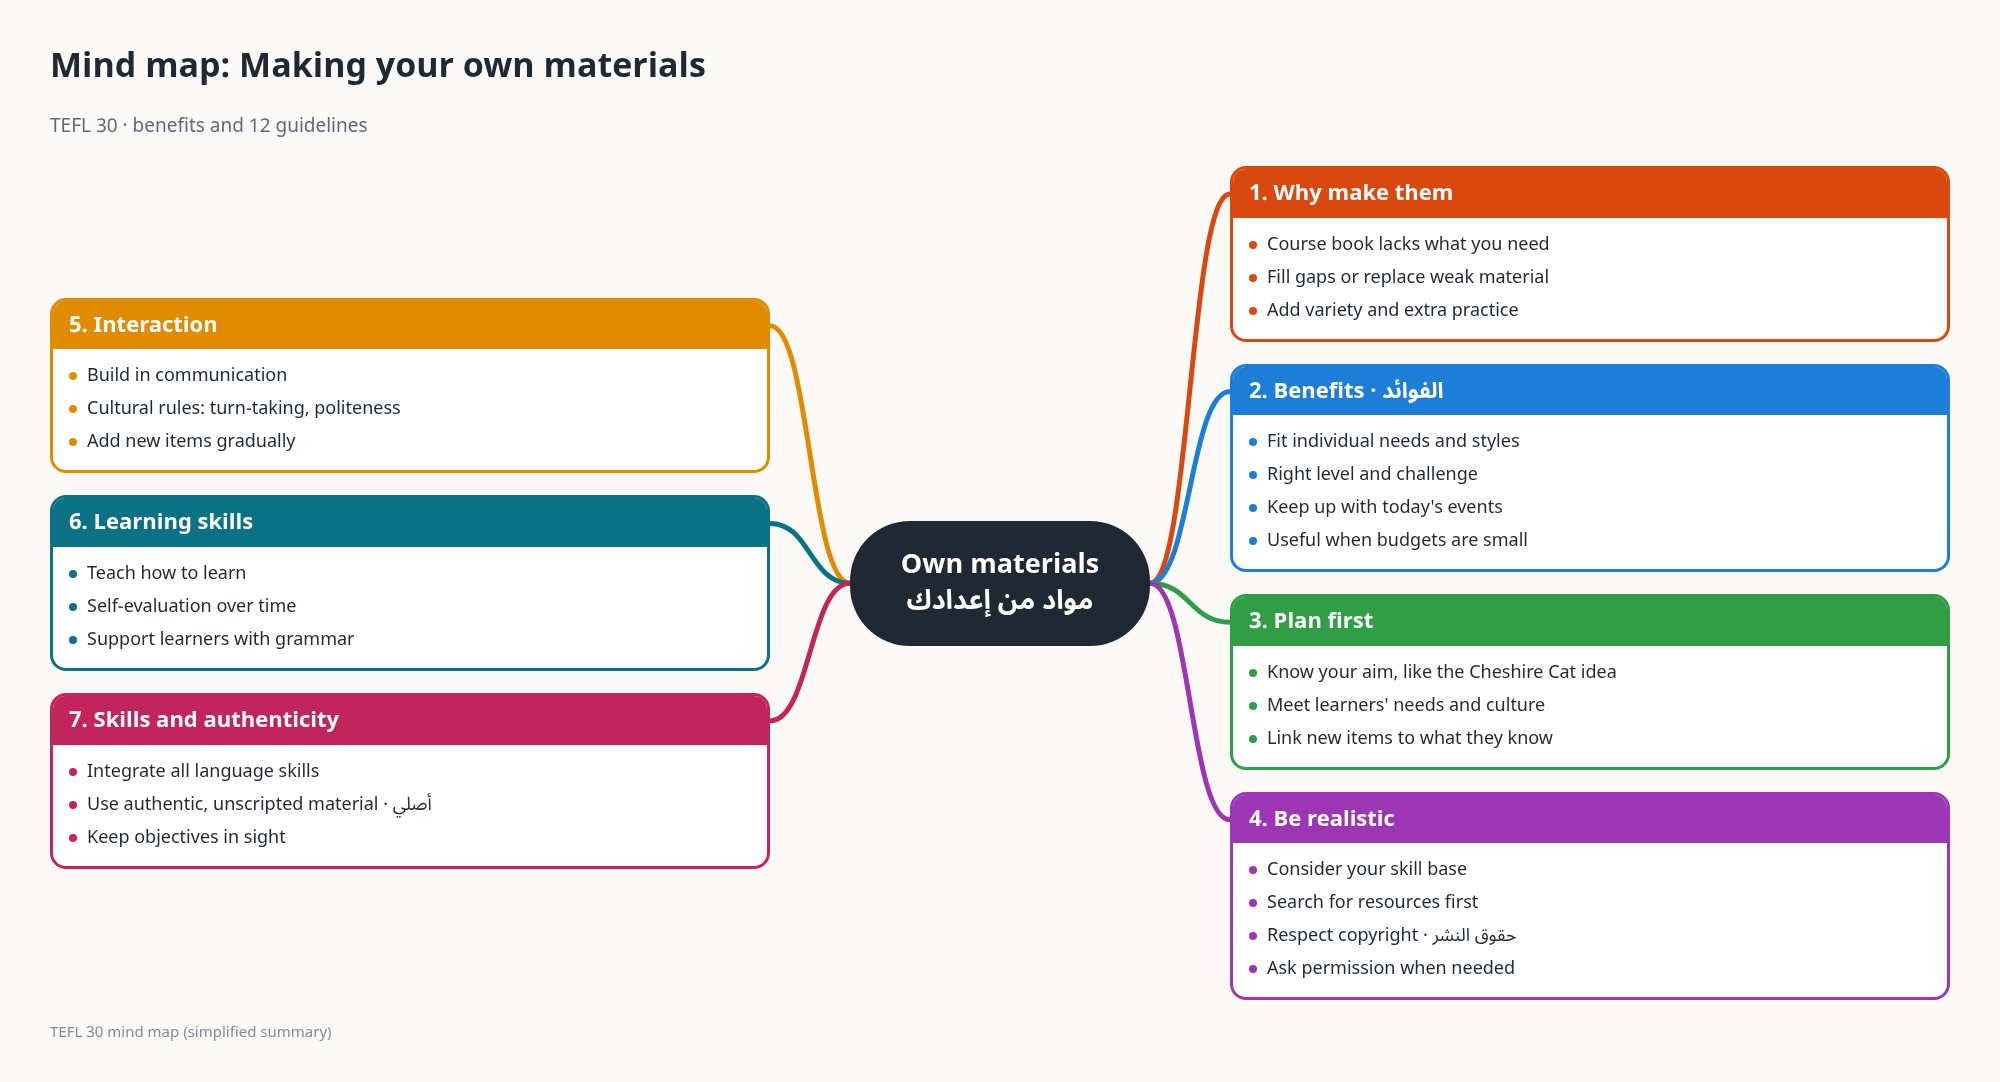 Mind map: Making your own materials
TEFL 30 · benefits and 12 guidelines
1. Why make them
Course book lacks what you need
Fill gaps or replace weak material
Add variety and extra practice
2. Benefits · الفوائد
Fit individual needs and styles
Right level and challenge
Keep up with today's events
Useful when budgets are small
3. Plan first
Know your aim, like the Cheshire Cat idea
Meet learners' needs and culture
Link new items to what they know
4. Be realistic
Consider your skill base
Search for resources first
Respect copyright · حقوق النشر
Ask permission when needed
5. Interaction
Build in communication
Cultural rules: turn-taking, politeness
Add new items gradually
6. Learning skills
Teach how to learn
Self-evaluation over time
Support learners with grammar
7. Skills and authenticity
Integrate all language skills
Use authentic, unscripted material · أصلي
Keep objectives in sight
Own materials
مواد من إعدادك
TEFL 30 mind map (simplified summary)